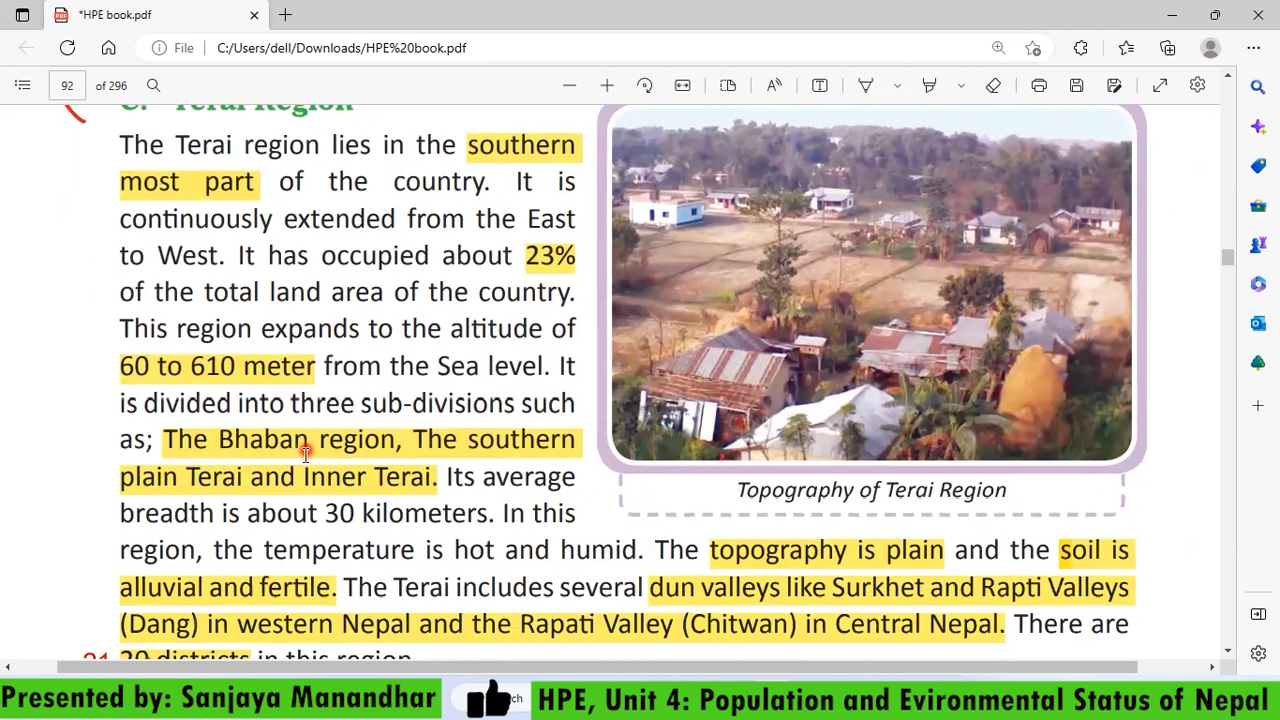 *HPE book.pdf
File
C:/Users/dell/Downloads/HPE%20book.pdf
92 of 296
C. Terai Region
The Terai region lies in the southern
most part of the country. It is
continuously extended from the East
to West. It has occupied about 23%
of the total land area of the country.
This region expands to the altitude of
60 to 610 meter from the Sea level. It
is divided into three sub-divisions such
as; The Bhaban region, The southern
plain Terai and Inner Terai. Its average
breadth is about 30 kilometers. In this
Topography of Terai Region
region, the temperature is hot and humid. The topography is plain and the soil is
alluvial and fertile. The Terai includes several dun valleys like Surkhet and Rapti Valleys
(Dang) in western Nepal and the Rapati Valley (Chitwan) in Central Nepal. There are
20 districts in this region.
Presented by: Sanjaya Manandhar
HPE, Unit 4: Population and Evironmental Status of Nepal